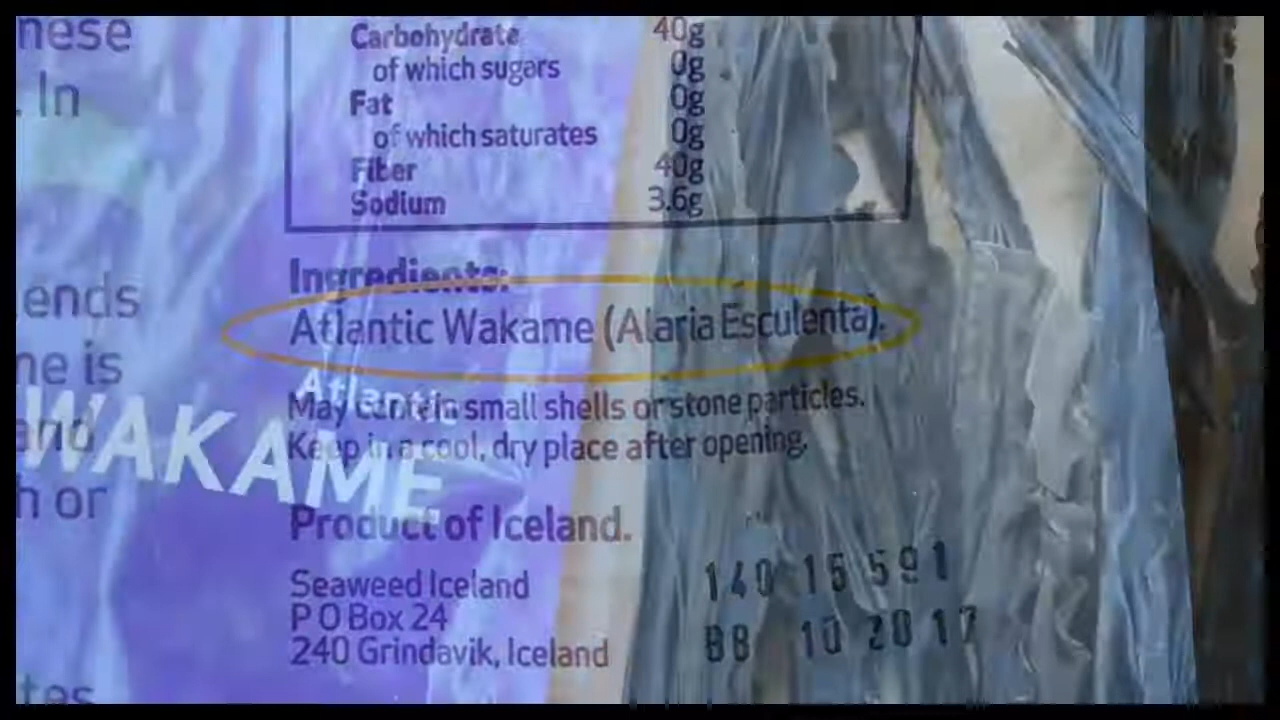 nese
. In
Carbohydrate 40g
of which sugars 0g
Fat 0g
of which saturates 0g
Fiber 40g
Sodium 3.6g
ends
Ingredients:
Atlantic Wakame (Alaria Esculenta).
ne is
and
h or
Atlantic
WAKAME
May contain small shells or stone particles.
Keep in a cool, dry place after opening.
Product of Iceland.
Seaweed Iceland
P O Box 24
240 Grindavik, Iceland
140 15 591
BB 10 2017
tes